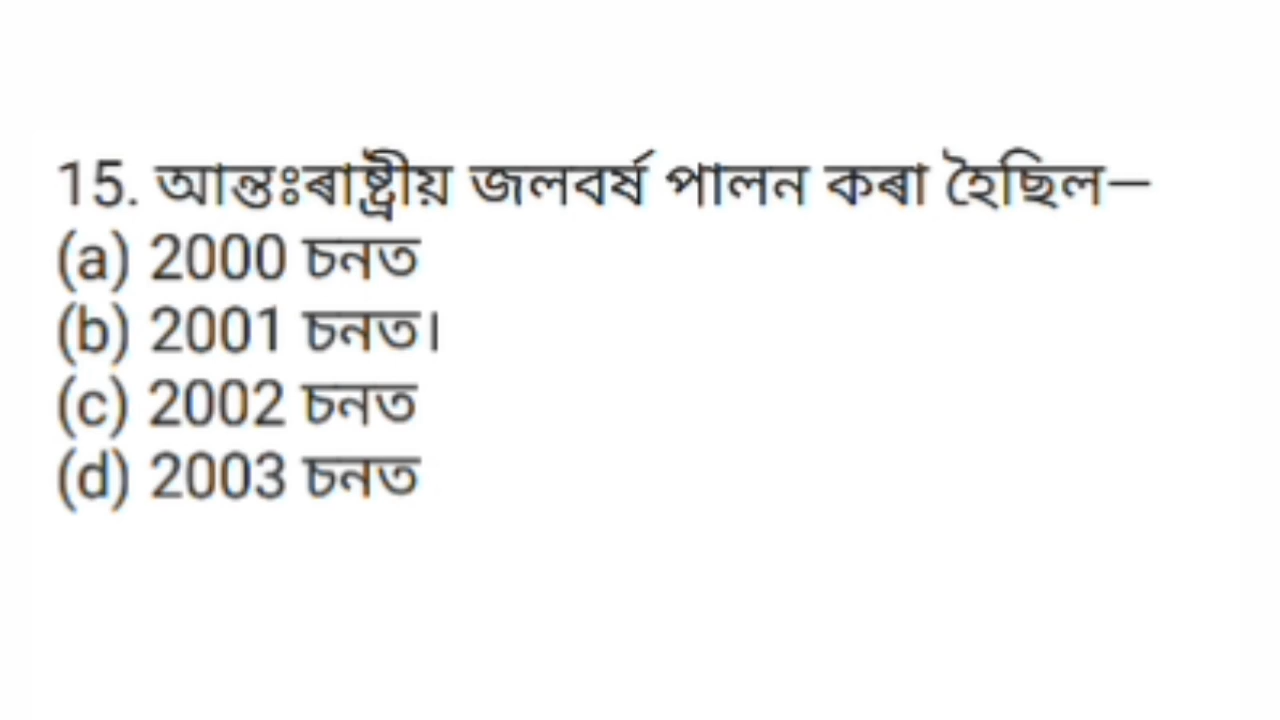 15. আন্তঃৰাষ্ট্ৰীয় জলবৰ্ষ পালন কৰা হৈছিল—
(a) 2000 চনত
(b) 2001 চনত।
(c) 2002 চনত
(d) 2003 চনত